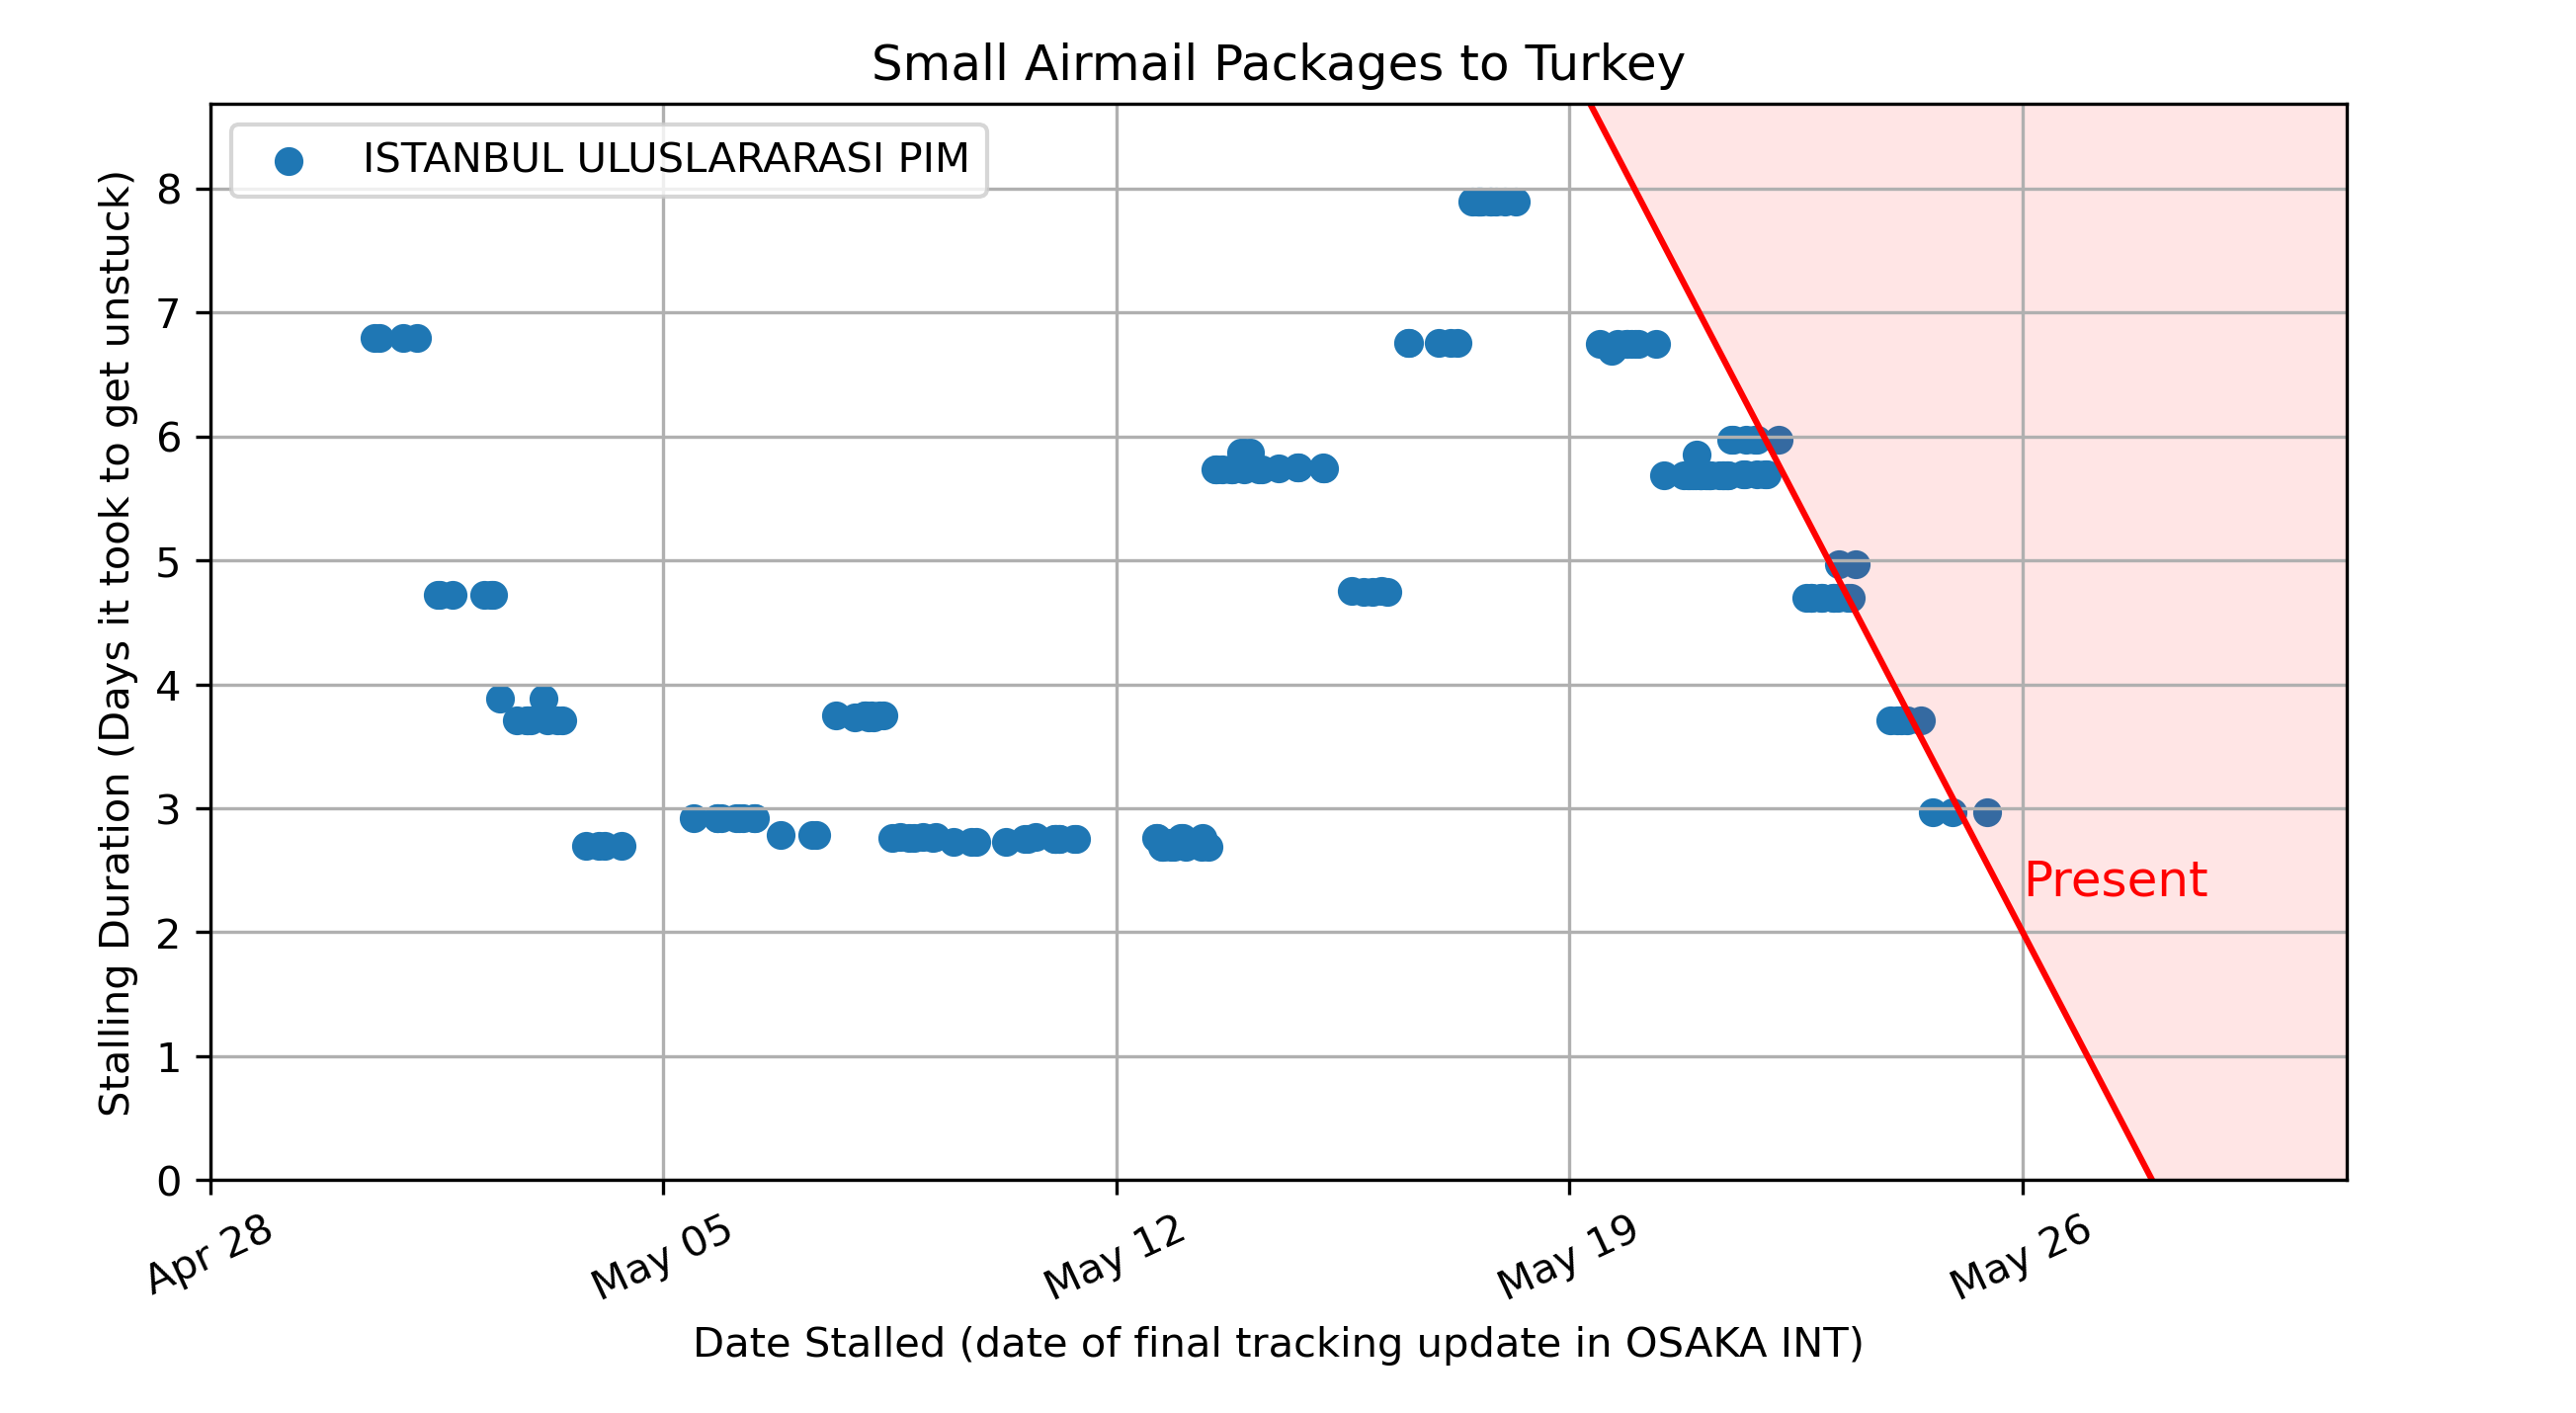 Small Airmail Packages to Turkey
ISTANBUL ULUSLARARASI PIM
Stalling Duration (Days it took to get unstuck)
8
7
6
5
4
3
2
1
0
Present
Apr 28
May 05
May 12
May 19
May 26
Date Stalled (date of final tracking update in OSAKA INT)